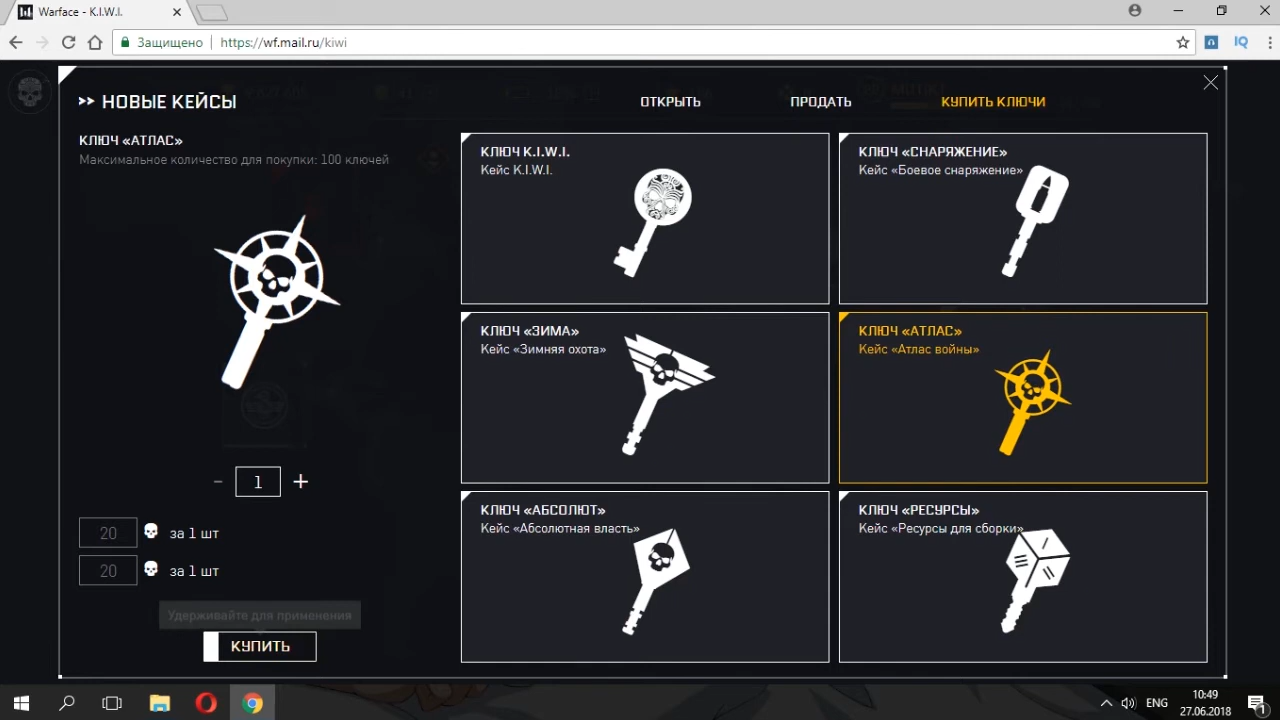 Warface - K.I.W.I.
Защищено
https://wf.mail.ru/kiwi
НОВЫЕ КЕЙСЫ
ОТКРЫТЬ
ПРОДАТЬ
КУПИТЬ КЛЮЧИ
КЛЮЧ «АТЛАС»
Максимальное количество для покупки: 100 ключей
1
20 за 1 шт
20 за 1 шт
Удерживайте для применения
КУПИТЬ
КЛЮЧ K.I.W.I.
Кейс K.I.W.I.
КЛЮЧ «СНАРЯЖЕНИЕ»
Кейс «Боевое снаряжение»
КЛЮЧ «ЗИМА»
Кейс «Зимняя охота»
КЛЮЧ «АТЛАС»
Кейс «Атлас войны»
КЛЮЧ «АБСОЛЮТ»
Кейс «Абсолютная власть»
КЛЮЧ «РЕСУРСЫ»
Кейс «Ресурсы для сборки»
ENG
10:49
27.06.2018
1
IQ